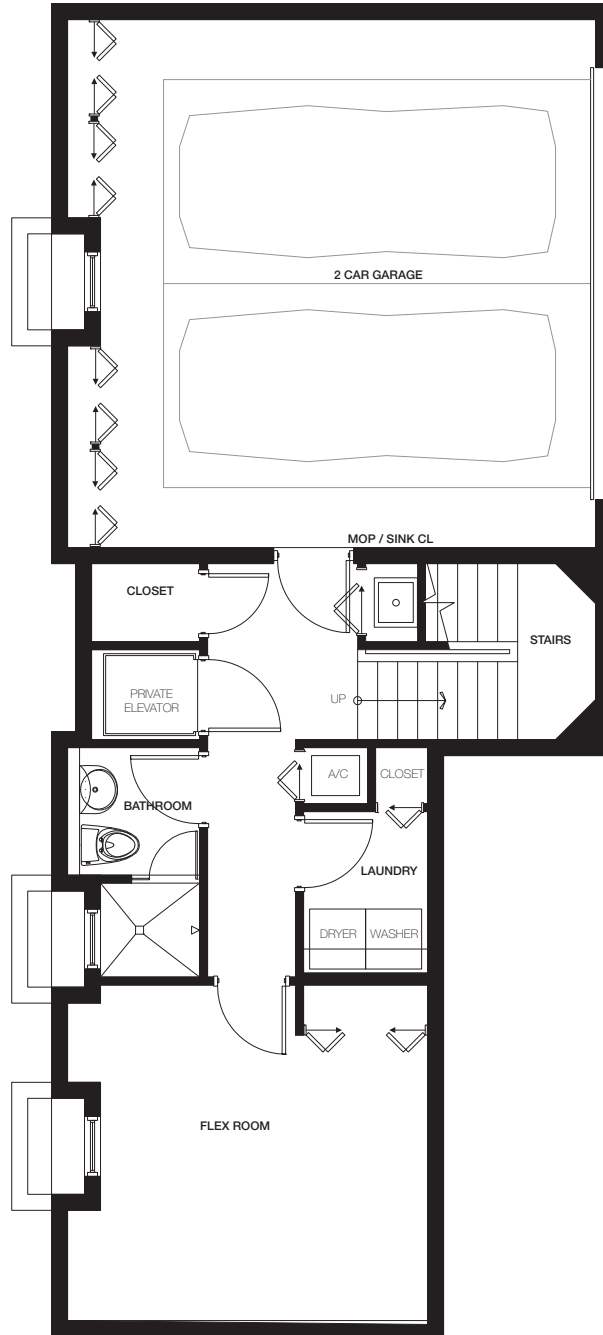 2 CAR GARAGE
MOP / SINK CL
CLOSET
STAIRS
PRIVATE
ELEVATOR
UP
A/C
CLOSET
BATHROOM
LAUNDRY
DRYER
WASHER
FLEX ROOM